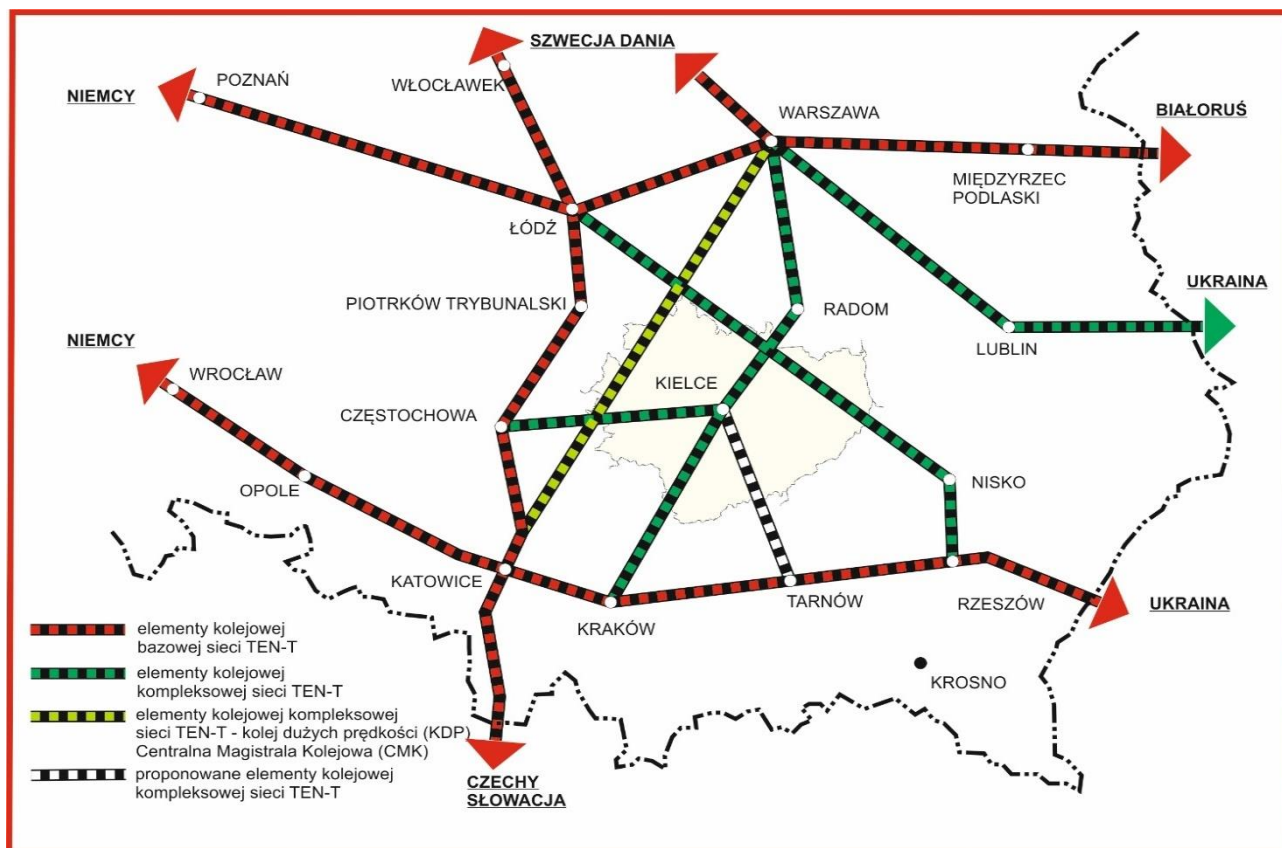 SZWECJA DANIA
POZNAŃ
WŁOCŁAWEK
NIEMCY
WARSZAWA
BIAŁORUŚ
MIĘDZYRZEC
PODLASKI
ŁÓDŹ
UKRAINA
PIOTRKÓW TRYBUNALSKI
RADOM
LUBLIN
NIEMCY
WROCŁAW
KIELCE
CZĘSTOCHOWA
OPOLE
NISKO
KATOWICE
TARNÓW
RZESZÓW
UKRAINA
KRAKÓW
KROSNO
elementy kolejowej
bazowej sieci TEN-T
elementy kolejowej
kompleksowej sieci TEN-T
elementy kolejowej kompleksowej
sieci TEN-T - kolej dużych prędkości (KDP)
Centralna Magistrala Kolejowa (CMK)
proponowane elementy kolejowej
kompleksowej sieci TEN-T
CZECHY
SŁOWACJA